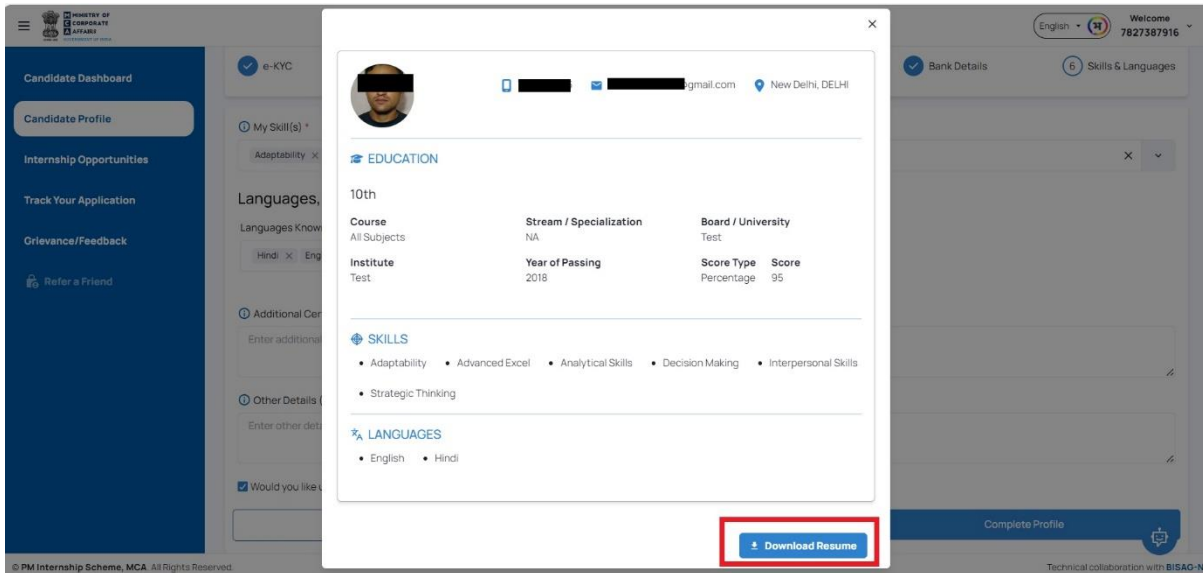 MINISTRY OF
CORPORATE
AFFAIRS
GOVERNMENT OF INDIA
English
Welcome
7827387916
Candidate Dashboard
Candidate Profile
Internship Opportunities
Track Your Application
Grievance/Feedback
Refer a Friend
e-KYC
Bank Details
6 Skills & Languages
My Skill(s) *
Adaptability ×
Languages,
Hindi × Eng
Additional Cer
Enter additional
Other Details (
Enter other deta
Would you like
@gmail.com
New Delhi, DELHI
EDUCATION
10th
Course Stream / Specialization Board / University
All Subjects NA Test
Institute Year of Passing Score Type Score
Test 2018 Percentage 95
SKILLS
• Adaptability • Advanced Excel • Analytical Skills • Decision Making • Interpersonal Skills
• Strategic Thinking
LANGUAGES
• English • Hindi
Download Resume
Complete Profile
© PM Internship Scheme, MCA. All Rights Reserved.
Technical collaboration with BISAG-N